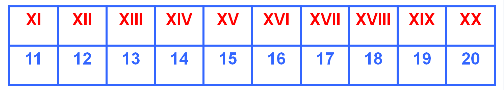 XI XII XIII XIV XV XVI XVII XVIII XIX XX
11 12 13 14 15 16 17 18 19 20